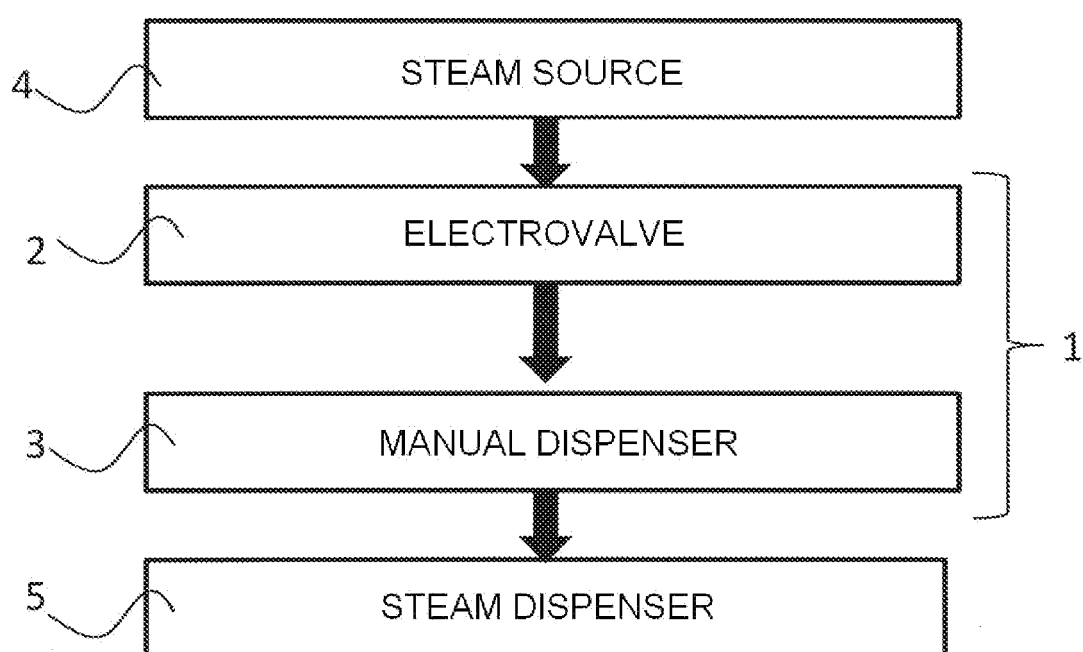 4 STEAM SOURCE
2 ELECTROVALVE
1
3 MANUAL DISPENSER
5 STEAM DISPENSER